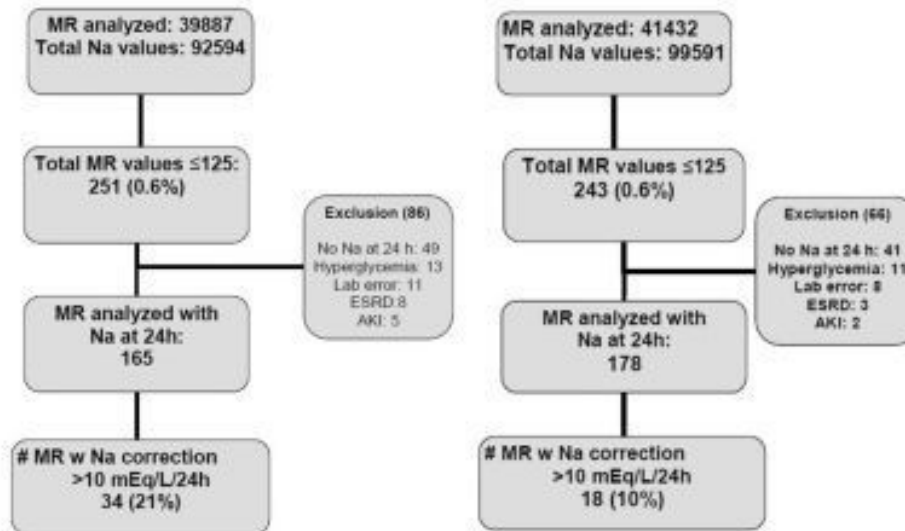 MR analyzed: 39887
Total Na values: 92594
Total MR values ≤125:
251 (0.6%)
Exclusion (86)
No Na at 24 h: 49
Hyperglycemia: 13
Lab error: 11
ESRD:8
AKI: 5
MR analyzed with
Na at 24h:
165
# MR w Na correction
>10 mEq/L/24h
34 (21%)
MR analyzed: 41432
Total Na values: 99591
Total MR values ≤125
243 (0.6%)
Exclusion (66)
No Na at 24 h: 41
Hyperglycemia: 11
Lab error: 8
ESRD: 3
AKI: 2
MR analyzed with
Na at 24h:
178
# MR w Na correction
>10 mEq/L/24h
18 (10%)